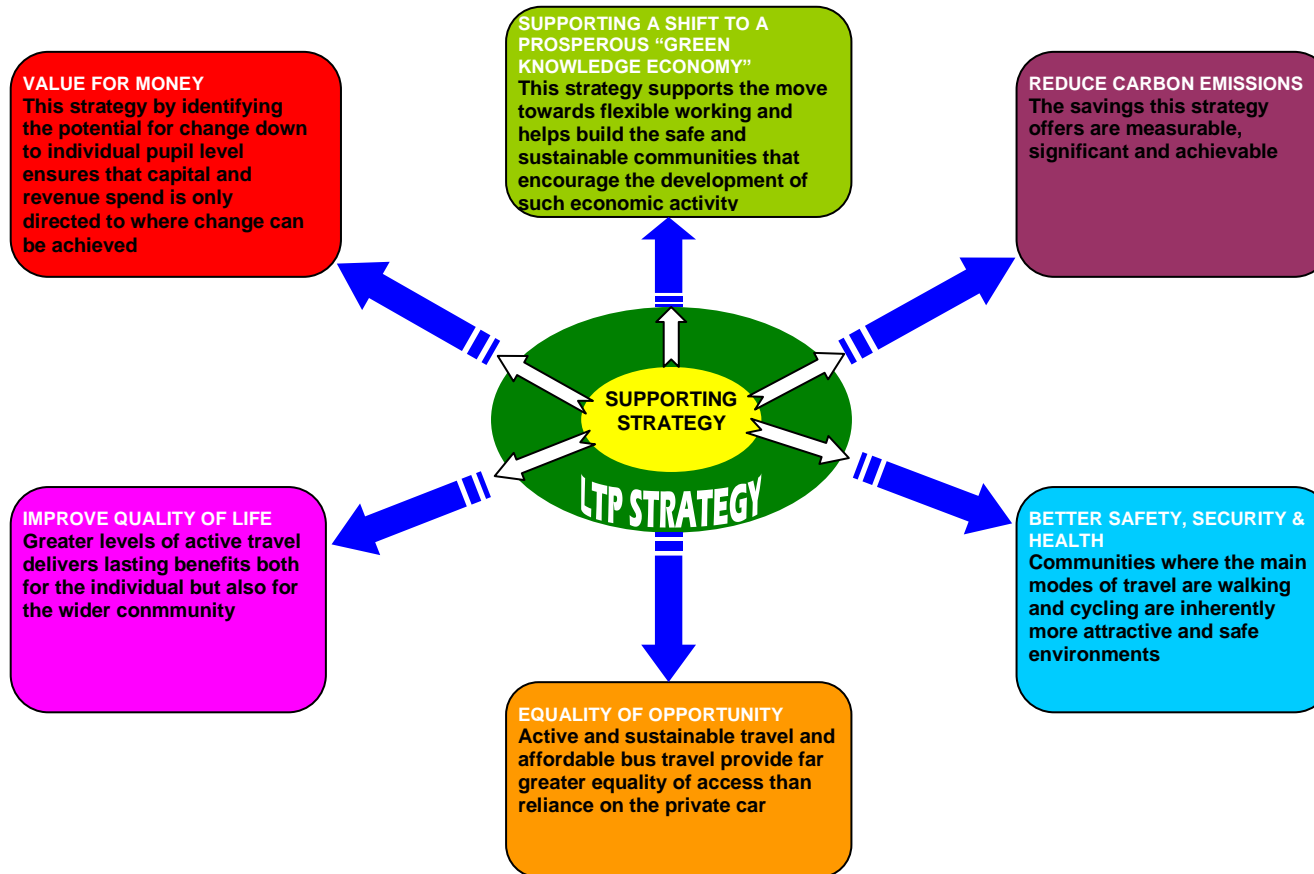 VALUE FOR MONEY
This strategy by identifying
the potential for change down
to individual pupil level
ensures that capital and
revenue spend is only
directed to where change can
be achieved
SUPPORTING A SHIFT TO A
PROSPEROUS “GREEN
KNOWLEDGE ECONOMY”
This strategy supports the move
towards flexible working and
helps build the safe and
sustainable communities that
encourage the development of
such economic activity
REDUCE CARBON EMISSIONS
The savings this strategy
offers are measurable,
significant and achievable
SUPPORTING
STRATEGY
LTP STRATEGY
IMPROVE QUALITY OF LIFE
Greater levels of active travel
delivers lasting benefits both
for the individual but also for
the wider conmmunity
BETTER SAFETY, SECURITY &
HEALTH
Communities where the main
modes of travel are walking
and cycling are inherently
more attractive and safe
environments
EQUALITY OF OPPORTUNITY
Active and sustainable travel and
affordable bus travel provide far
greater equality of access than
reliance on the private car